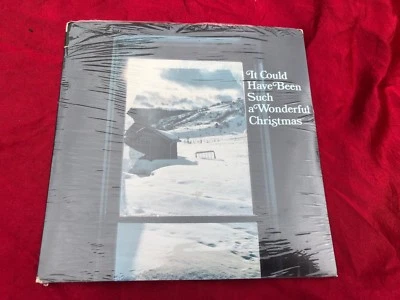 It Could
Have Been
Such
a Wonderful
Christmas